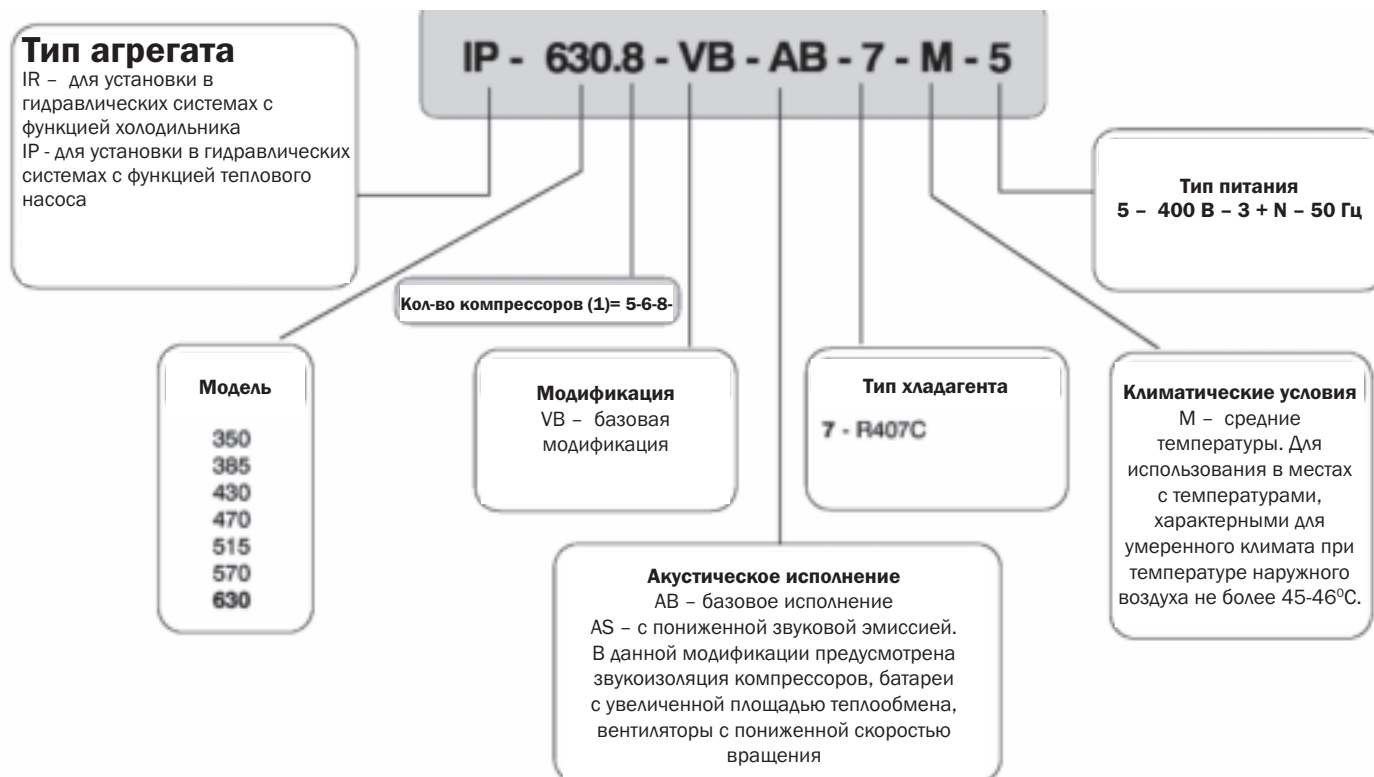 IP - 630.8 - VB - AB - 7 - M - 5
Тип агрегата
IR – для установки в
гидравлических системах с
функцией холодильника
IP - для установки в гидравлических
системах с функцией теплового
насоса
Тип питания
5 – 400 В – 3 + N – 50 Гц
Кол-во компрессоров (1)= 5-6-8-
Модель
350
385
430
470
515
570
630
Модификация
VB – базовая
модификация
Тип хладагента
7 - R407C
Климатические условия
М – средние
температуры. Для
использования в местах
с температурами,
характерными для
умеренного климата при
температуре наружного
воздуха не более 45-46⁰С.
Акустическое исполнение
АВ – базовое исполнение
AS – с пониженной звуковой эмиссией.
В данной модификации предусмотрена
звукоизоляция компрессоров, батареи
с увеличенной площадью теплообмена,
вентиляторы с пониженной скоростью
вращения